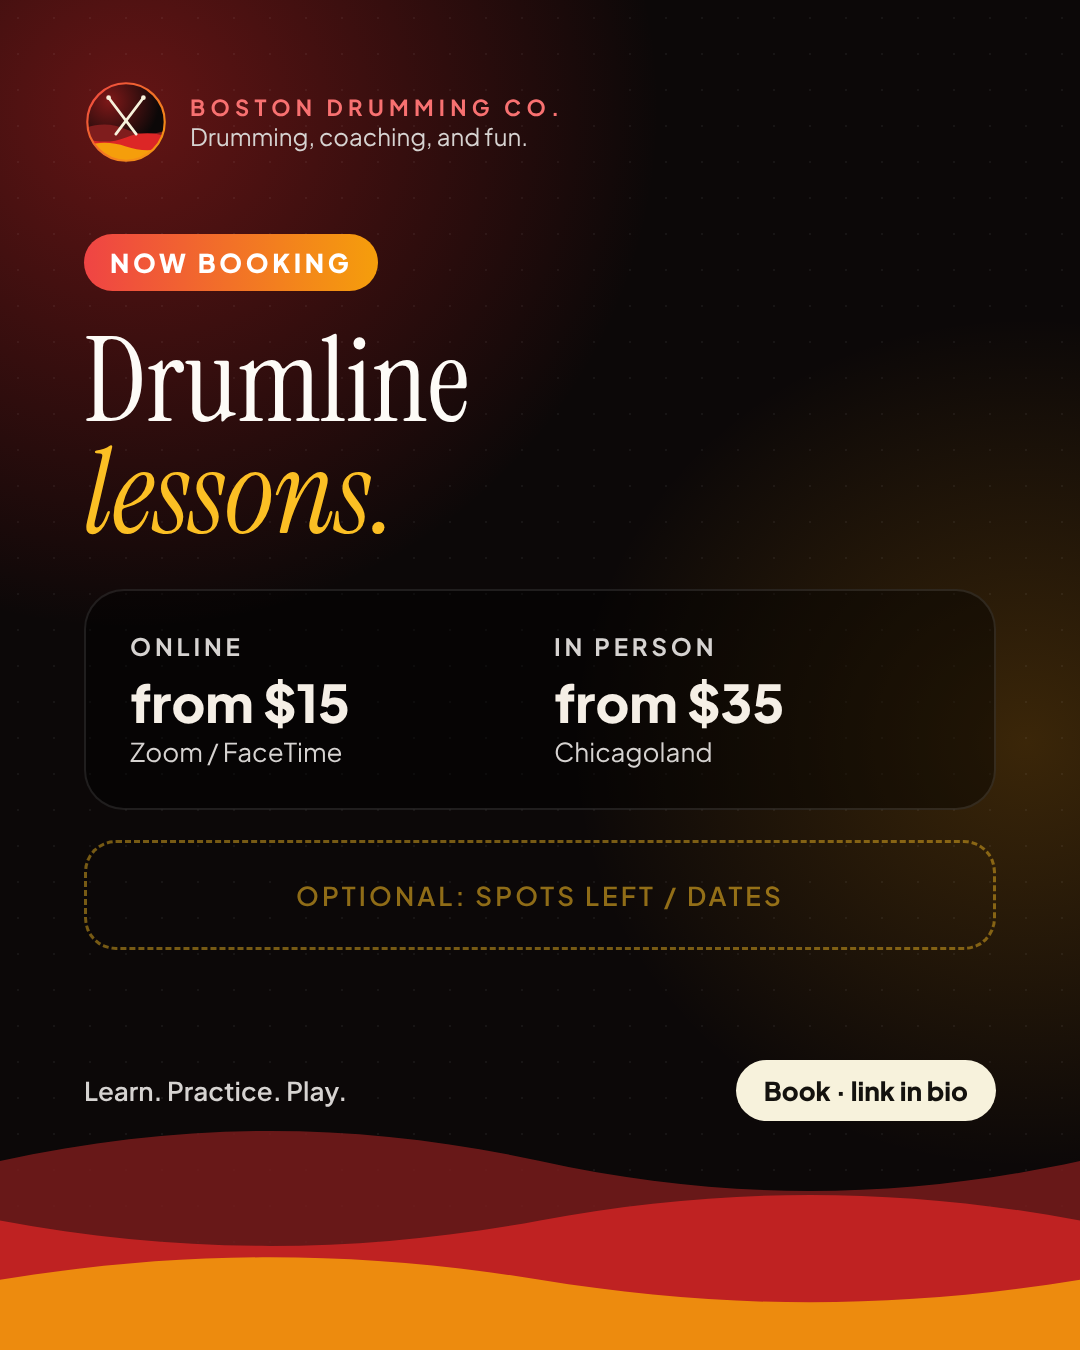 BOSTON DRUMMING CO.
Drumming, coaching, and fun.
NOW BOOKING
Drumline
lessons.
ONLINE
from $15
Zoom / FaceTime
IN PERSON
from $35
Chicagoland
OPTIONAL: SPOTS LEFT / DATES
Learn. Practice. Play.
Book · link in bio